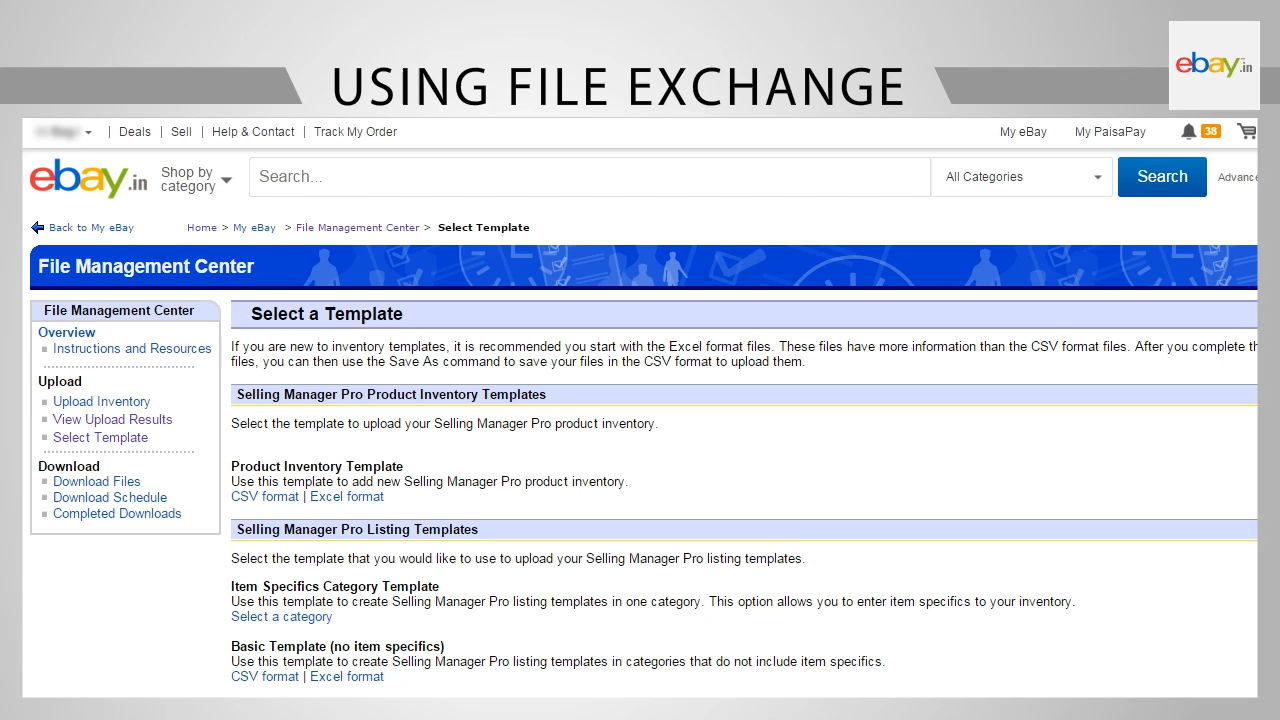 USING FILE EXCHANGE
ebay.in
Deals | Sell | Help & Contact | Track My Order My eBay My PaisaPay 38
ebay.in Shop by category Search... All Categories Search
Back to My eBay Home > My eBay > File Management Center > Select Template
File Management Center
File Management Center
Overview
Instructions and Resources
Upload
Upload Inventory
View Upload Results
Select Template
Download
Download Files
Download Schedule
Completed Downloads
Select a Template
If you are new to inventory templates, it is recommended you start with the Excel format files. These files have more information than the CSV format files. After you complete
files, you can then use the Save As command to save your files in the CSV format to upload them.
Selling Manager Pro Product Inventory Templates
Select the template to upload your Selling Manager Pro product inventory.
Product Inventory Template
Use this template to add new Selling Manager Pro product inventory.
CSV format | Excel format
Selling Manager Pro Listing Templates
Select the template that you would like to use to upload your Selling Manager Pro listing templates.
Item Specifics Category Template
Use this template to create Selling Manager Pro listing templates in one category. This option allows you to enter item specifics to your inventory.
Select a category
Basic Template (no item specifics)
Use this template to create Selling Manager Pro listing templates in categories that do not include item specifics.
CSV format | Excel format